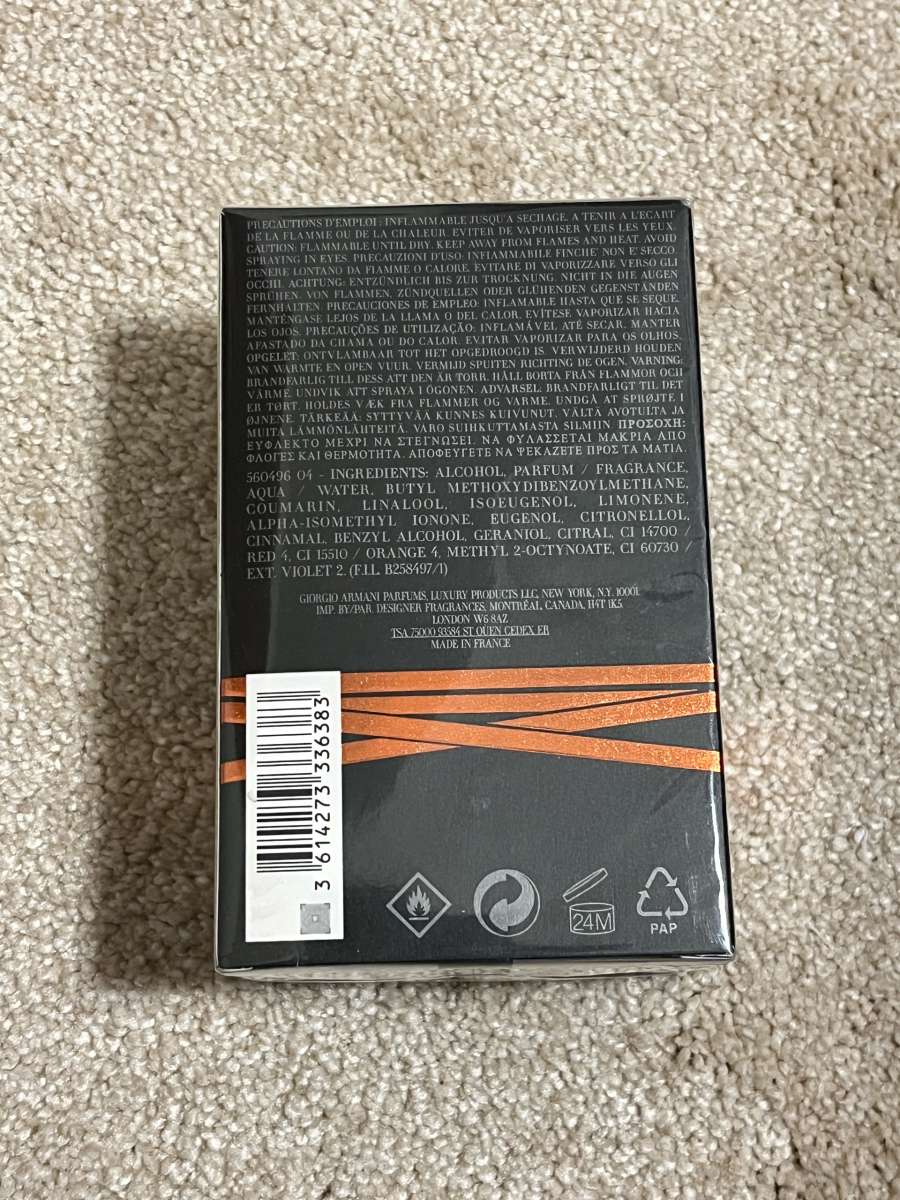 PRECAUTIONS D'EMPLOI : INFLAMMABLE JUSQU'A SECHAGE. A TENIR A L'ECART
DE LA FLAMME OU DE LA CHALEUR. EVITER DE VAPORISER VERS LES YEUX.
CAUTION: FLAMMABLE UNTIL DRY. KEEP AWAY FROM FLAMES AND HEAT. AVOID
SPRAYING IN EYES. PRECAUZIONI D'USO: INFIAMMABILE FINCHE' NON E' SECCO.
TENERE LONTANO DA FIAMME O CALORE. EVITARE DI VAPORIZZARE VERSO GLI
OCCHI. ACHTUNG: ENTZÜNDLICH BIS ZUR TROCKNUNG. NICHT IN DIE AUGEN
SPRÜHEN. VON FLAMMEN, ZÜNDQUELLEN ODER GLÜHENDEN GEGENSTÄNDEN
FERNHALTEN. PRECAUCIONES DE EMPLEO: INFLAMABLE HASTA QUE SE SEQUE.
MANTÉNGASE LEJOS DE LA LLAMA O DEL CALOR. EVÍTESE VAPORIZAR HACIA
LOS OJOS. PRECAUÇÕES DE UTILIZAÇÃO: INFLAMÁVEL ATÉ SECAR. MANTER
AFASTADO DA CHAMA OU DO CALOR. EVITAR VAPORIZAR PARA OS OLHOS.
OPGELET: ONTVLAMBAAR TOT HET OPGEDROOGD IS. VERWIJDERD HOUDEN
VAN WARMTE EN OPEN VUUR. VERMIJD SPUITEN RICHTING DE OGEN. VARNING:
BRANDFARLIG TILL DESS ATT DEN ÄR TORR. HÅLL BORTA FRÅN FLAMMOR OCH
VÄRME. UNDVIK ATT SPRAYA I ÖGONEN. ADVARSEL: BRANDFARLIGT TIL DET
ER TØRT. HOLDES VÆK FRA FLAMMER OG VARME. UNDGÅ AT SPRØJTE I
ØJNENE. TÄRKEÄÄ: SYTTYVÄÄ KUNNES KUIVUNUT. VÄLTÄ AVOTULTA JA
MUITA LÄMMÖNLÄHTEITÄ. VARO SUIHKUTTAMASTA SILMIIN ΠΡΟΣΟΧΗ:
ΕΥΦΛΕΚΤΟ ΜΕΧΡΙ ΝΑ ΣΤΕΓΝΩΣΕΙ. ΝΑ ΦΥΛΑΣΣΕΤΑΙ ΜΑΚΡΙΑ ΑΠΟ
ΦΛΟΓΕΣ ΚΑΙ ΘΕΡΜΟΤΗΤΑ. ΑΠΟΦΕΥΓΕΤΕ ΝΑ ΨΕΚΑΖΕΤΕ ΠΡΟΣ ΤΑ ΜΑΤΙΑ.
560496 04 - INGREDIENTS: ALCOHOL, PARFUM / FRAGRANCE,
AQUA / WATER, BUTYL METHOXYDIBENZOYLMETHANE,
COUMARIN, LINALOOL, ISOEUGENOL, LIMONENE,
ALPHA-ISOMETHYL IONONE, EUGENOL, CITRONELLOL,
CINNAMAL, BENZYL ALCOHOL, GERANIOL, CITRAL, CI 14700 /
RED 4, CI 15510 / ORANGE 4, METHYL 2-OCTYNOATE, CI 60730 /
EXT. VIOLET 2. (F.I.L. B258497/1)
GIORGIO ARMANI PARFUMS, LUXURY PRODUCTS LLC, NEW YORK, N.Y. 10001.
IMP. BY/PAR. DESIGNER FRAGRANCES, MONTRÉAL, CANADA, H4T 1K5.
LONDON W6 8AZ
TSA 75000 93584 ST OUEN CEDEX FR
MADE IN FRANCE
3 614273 336383
24M
PAP